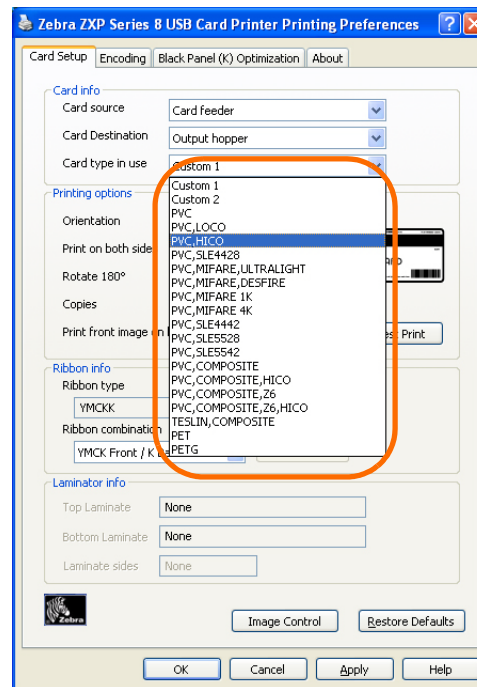 Zebra ZXP Series 8 USB Card Printer Printing Preferences
Card Setup Encoding Black Panel (K) Optimization About
Card info
Card source Card feeder
Card Destination Output hopper
Card type in use Custom 1
Custom 1
Custom 2
PVC
PVC,LOCO
PVC,HICO
PVC,SLE4428
PVC,MIFARE,ULTRALIGHT
PVC,MIFARE,DESFIRE
PVC,MIFARE 1K
PVC,MIFARE 4K
PVC,SLE4442
PVC,SLE5528
PVC,SLE5542
PVC,COMPOSITE
PVC,COMPOSITE,HICO
PVC,COMPOSITE,Z6
PVC,COMPOSITE,Z6,HICO
TESLIN,COMPOSITE
PET
PETG
Printing options
Orientation
Print on both side
Rotate 180°
Copies
Print front image on
Print
Ribbon info
Ribbon type
YMCKK
Ribbon combination
YMCK Front / K Ba
Laminator info
Top Laminate None
Bottom Laminate None
Laminate sides None
Zebra
Image Control Restore Defaults
OK Cancel Apply Help